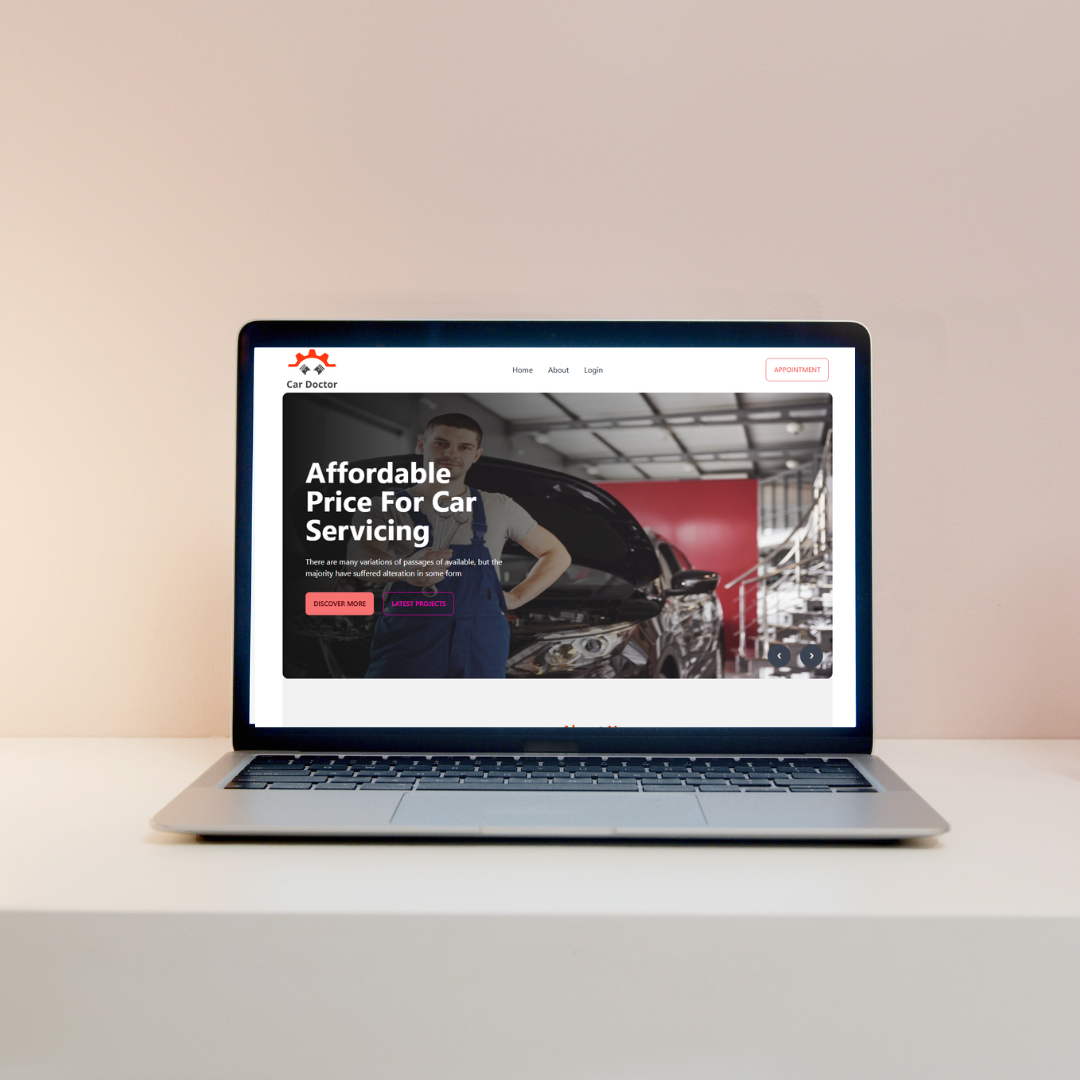 Car Doctor
Home About Login
APPOINTMENT
Affordable
Price For Car
Servicing
There are many variations of passages of available, but the
majority have suffered alteration in some form
DISCOVER MORE LATEST PROJECTS